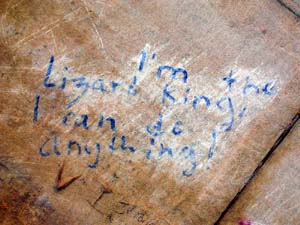 I'm the
Lizard King,
I can do
anything!